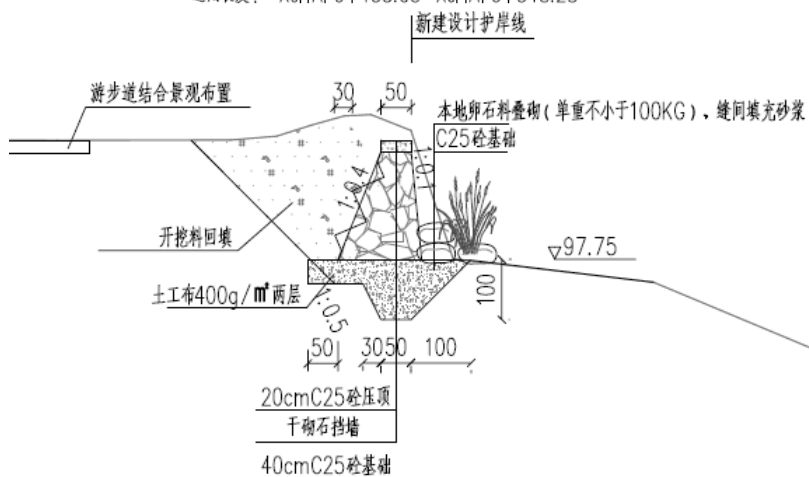 新建设计护岸线
30
50
游步道结合景观布置
本地卵石料叠砌(单重不小于100KG)、缝间填充砂浆
C25砼基础
1:0.4
1:0.1
开挖料回填
▽97.75
土工布400g/㎡两层
1:0.5
100
50
30
50
100
20cmC25砼压顶
干砌石挡墙
40cmC25砼基础